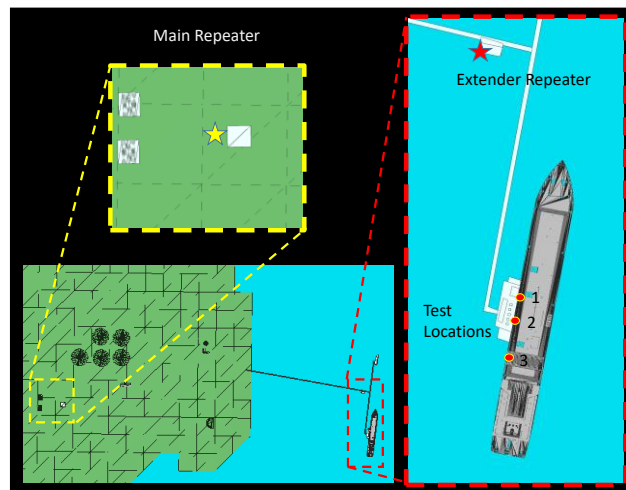 Main Repeater
Extender Repeater
1
Test
Locations
2
3